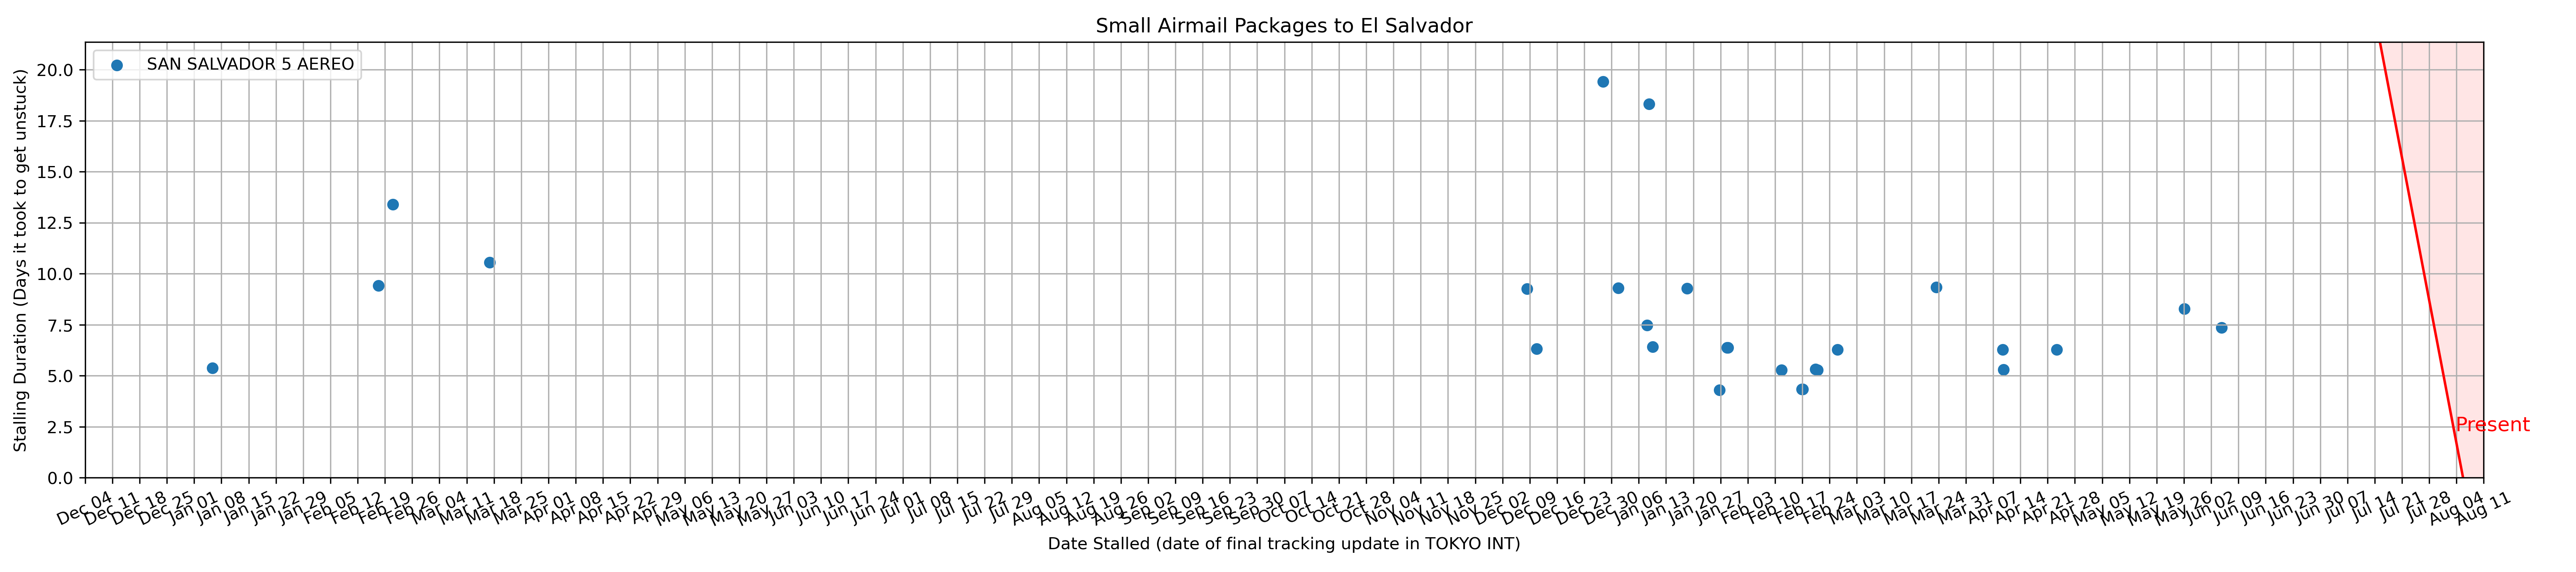 Small Airmail Packages to El Salvador
SAN SALVADOR 5 AEREO
Stalling Duration (Days it took to get unstuck)
20.0
17.5
15.0
12.5
10.0
7.5
5.0
2.5
0.0
Present
Dec 04 Dec 11 Dec 18 Dec 25 Jan 01 Jan 08 Jan 15 Jan 22 Jan 29 Feb 05 Feb 12 Feb 19 Feb 26 Mar 04 Mar 11 Mar 18 Mar 25 Apr 01 Apr 08 Apr 15 Apr 22 Apr 29 May 06 May 13 May 20 May 27 Jun 03 Jun 10 Jun 17 Jun 24 Jul 01 Jul 08 Jul 15 Jul 22 Jul 29 Aug 05 Aug 12 Aug 19 Aug 26 Sep 02 Sep 09 Sep 16 Sep 23 Sep 30 Oct 07 Oct 14 Oct 21 Oct 28 Nov 04 Nov 11 Nov 18 Nov 25 Dec 02 Dec 09 Dec 16 Dec 23 Dec 30 Jan 06 Jan 13 Jan 20 Jan 27 Feb 03 Feb 10 Feb 17 Feb 24 Mar 03 Mar 10 Mar 17 Mar 24 Mar 31 Apr 07 Apr 14 Apr 21 Apr 28 May 05 May 12 May 19 May 26 Jun 02 Jun 09 Jun 16 Jun 23 Jun 30 Jul 07 Jul 14 Jul 21 Jul 28 Aug 04 Aug 11
Date Stalled (date of final tracking update in TOKYO INT)